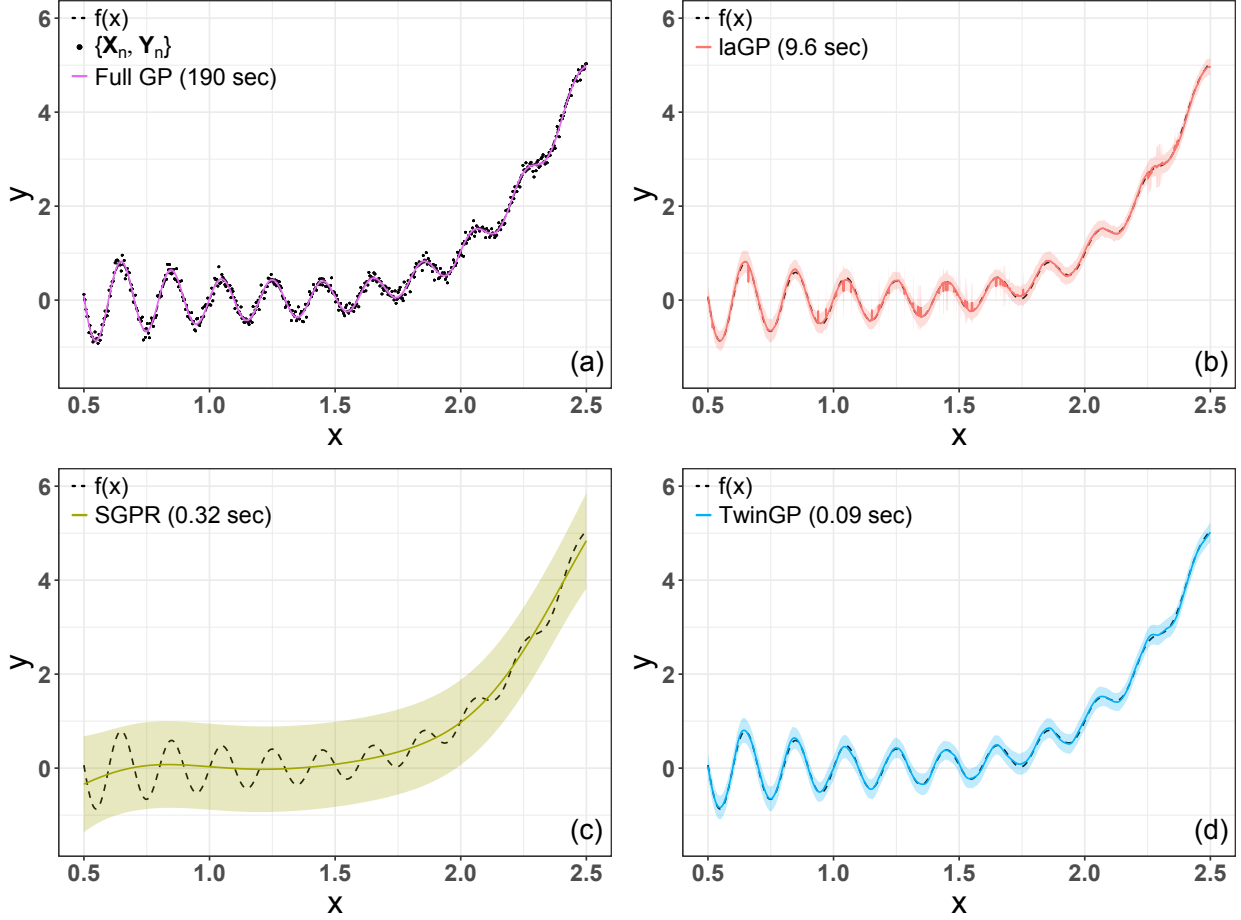 f(x)
{Xₙ, Yₙ}
Full GP (190 sec)
6
4
2
0
y
0.5 1.0 1.5 2.0 2.5
x
(a)
f(x)
laGP (9.6 sec)
6
4
2
0
y
0.5 1.0 1.5 2.0 2.5
x
(b)
f(x)
SGPR (0.32 sec)
6
4
2
0
y
0.5 1.0 1.5 2.0 2.5
x
(c)
f(x)
TwinGP (0.09 sec)
6
4
2
0
y
0.5 1.0 1.5 2.0 2.5
x
(d)